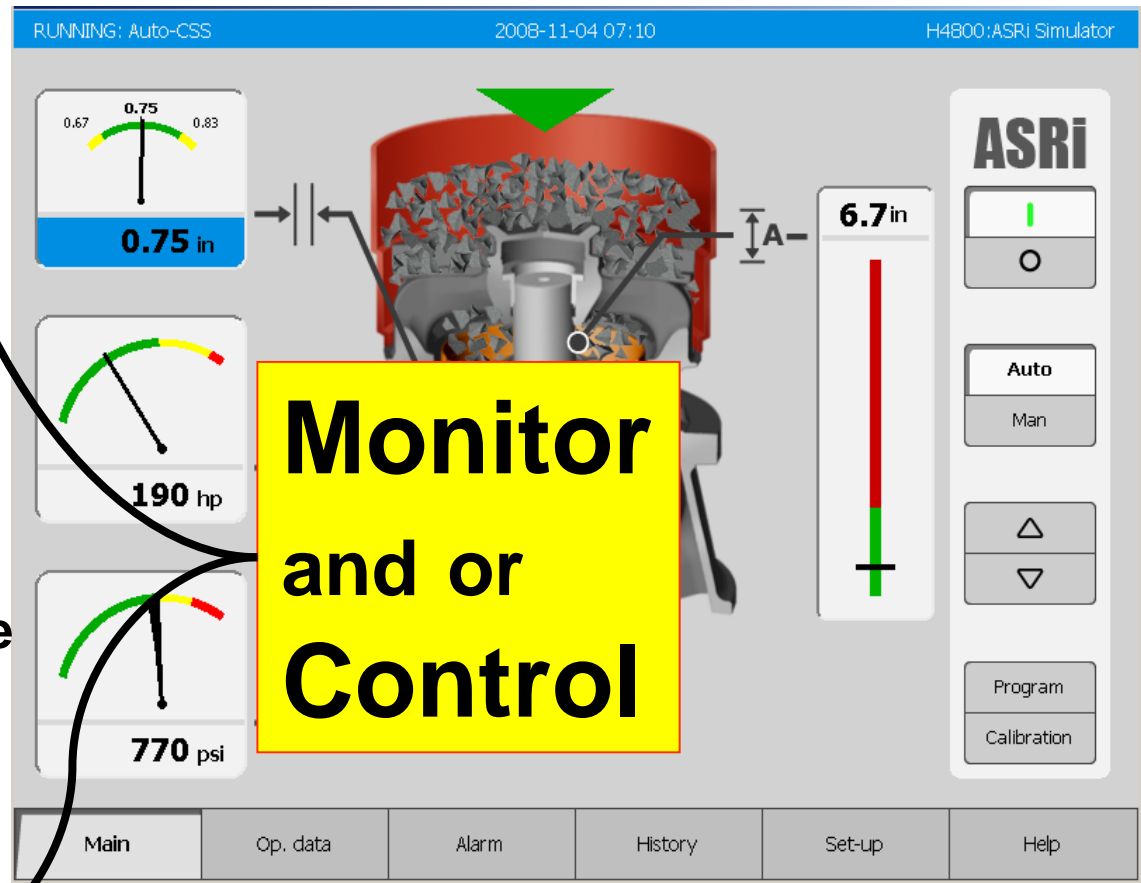 RUNNING: Auto-CSS 2008-11-04 07:10 H4800:ASRi Simulator
0.67 0.75 0.83
0.75 in
A
6.7in
ASRi
I
O
190 hp
Auto
Man
Monitor
and or
Control
e
770 psi
Program
Calibration
Main Op. data Alarm History Set-up Help